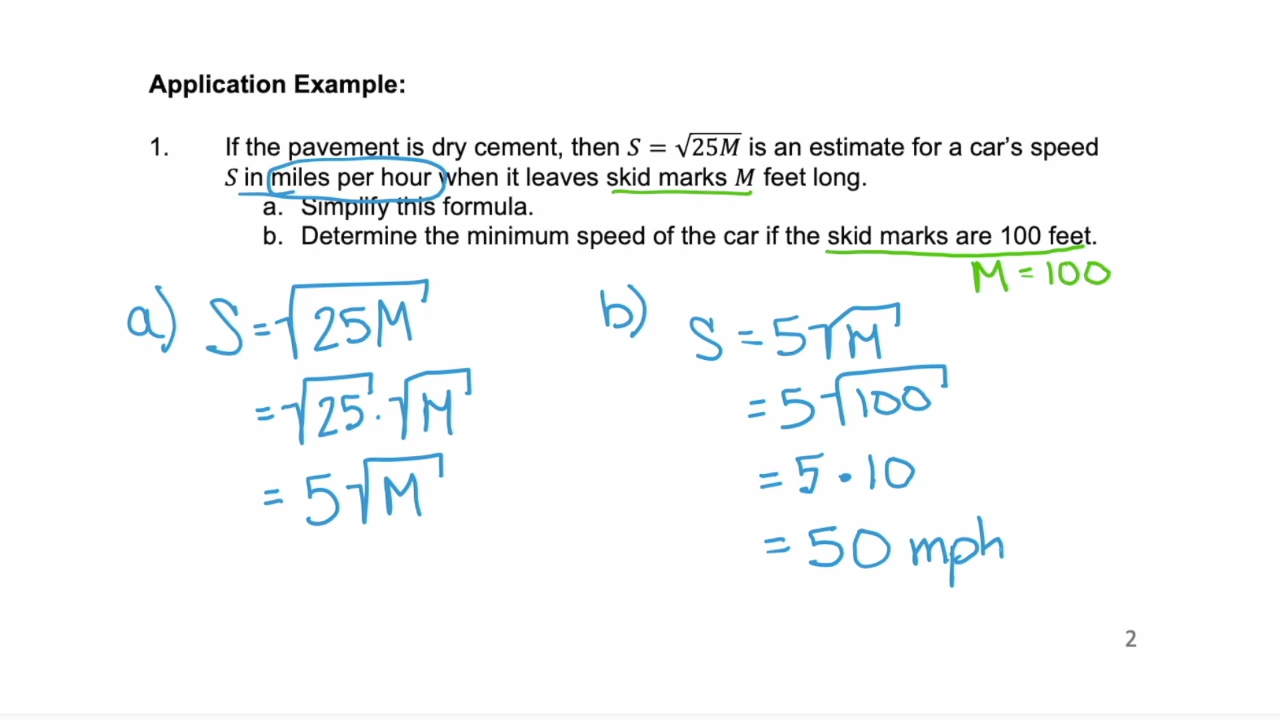 Application Example:
1. If the pavement is dry cement, then S = √25M is an estimate for a car's speed
S in miles per hour when it leaves skid marks M feet long.
a. Simplify this formula.
b. Determine the minimum speed of the car if the skid marks are 100 feet.
M = 100
a) S = √25M
= √25 · √M
= 5√M
b) S = 5√M
= 5√100
= 5 · 10
= 50 mph
2